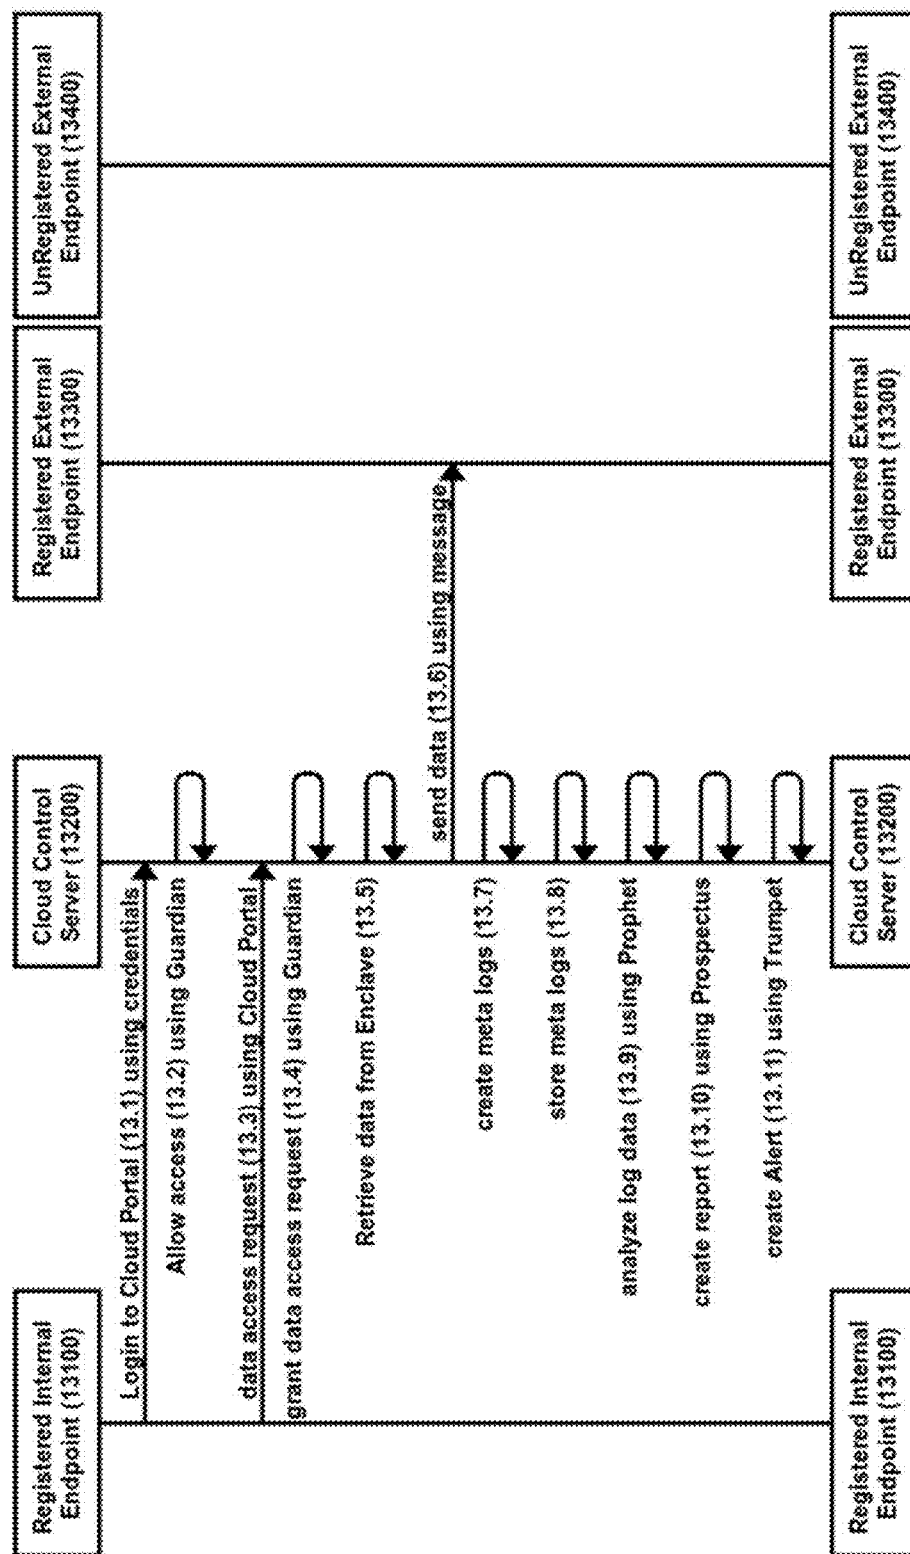 Registered Internal
Endpoint (13100)
Cloud Control
Server (13200)
Registered External
Endpoint (13300)
UnRegistered External
Endpoint (13400)
Login to Cloud Portal (13.1) using credentials
Allow access (13.2) using Guardian
data access request (13.3) using Cloud Portal
grant data access request (13.4) using Guardian
Retrieve data from Enclave (13.5)
send data (13.6) using message
create meta logs (13.7)
store meta logs (13.8)
analyze log data (13.9) using Prophet
create report (13.10) using Prospectus
create Alert (13.11) using Trumpet
Registered Internal
Endpoint (13100)
Cloud Control
Server (13200)
Registered External
Endpoint (13300)
UnRegistered External
Endpoint (13400)